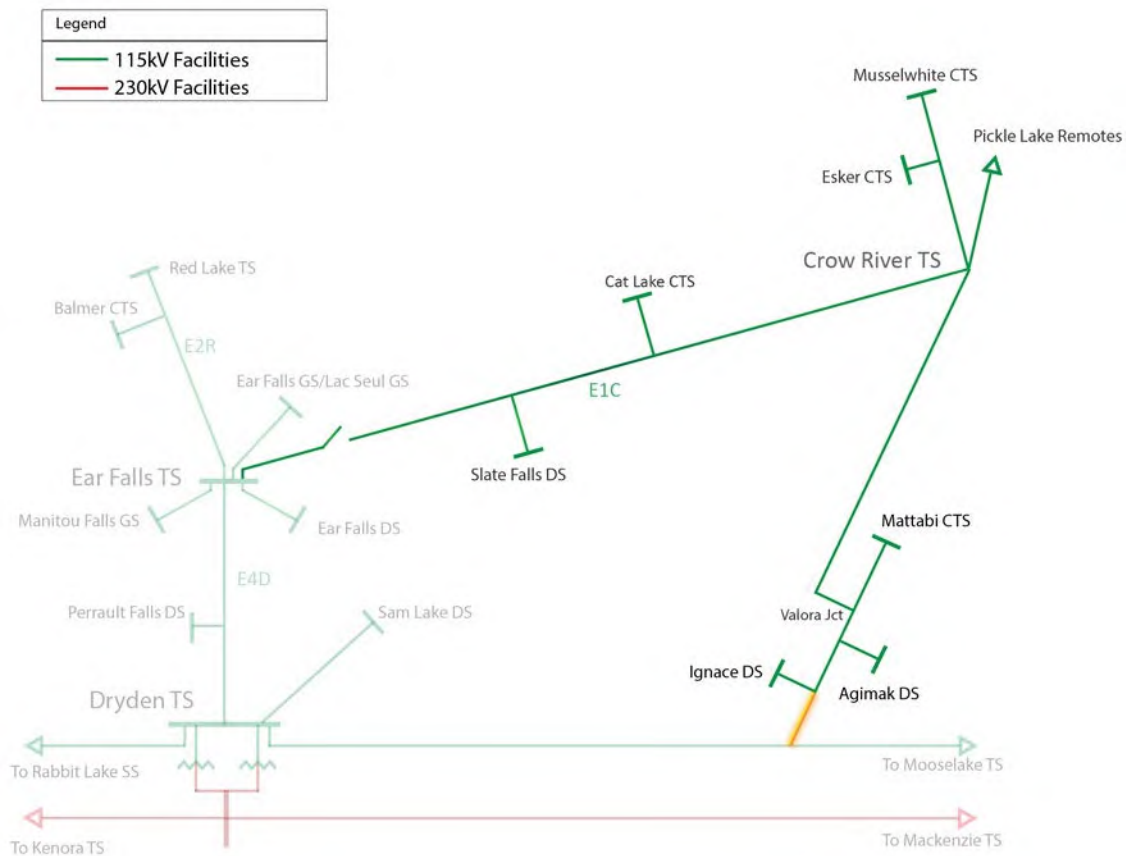 Legend
115kV Facilities
230kV Facilities
Musselwhite CTS
Pickle Lake Remotes
Esker CTS
Crow River TS
Red Lake TS
Cat Lake CTS
Balmer CTS
E2R
Ear Falls GS/Lac Seul GS
E1C
Ear Falls TS
Slate Falls DS
Manitou Falls GS
Ear Falls DS
Mattabi CTS
E4D
Perrault Falls DS
Sam Lake DS
Valora Jct
Ignace DS
Agimak DS
Dryden TS
To Rabbit Lake SS
To Mooselake TS
To Kenora TS
To Mackenzie TS